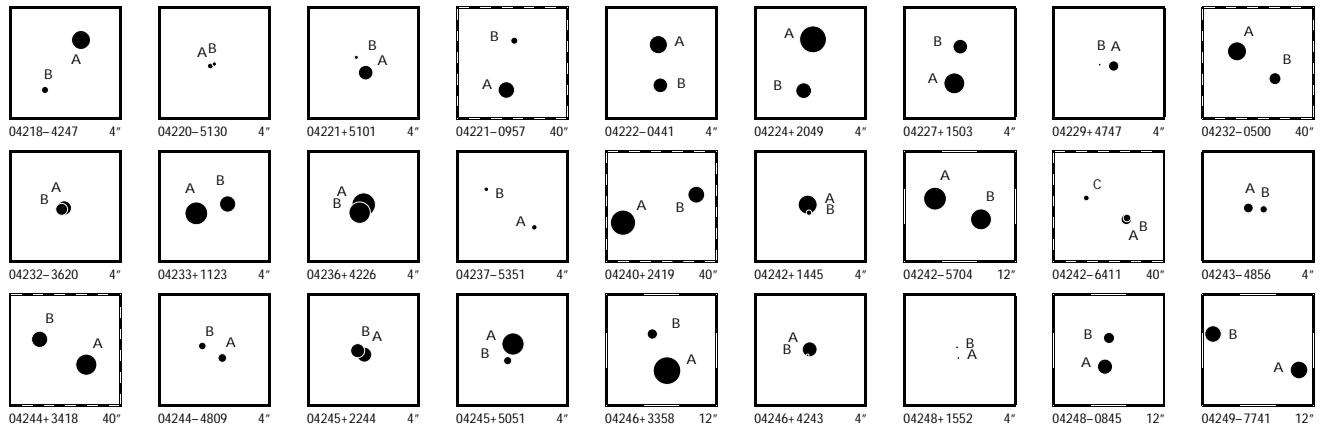 A
B
04218−4247 4″
A B
04220−5130 4″
B
A
04221+5101 4″
B
A
04221−0957 40″
A
B
04222−0441 4″
A
B
04224+2049 4″
B
A
04227+1503 4″
B A
04229+4747 4″
A
B
04232−0500 40″
A
B
04232−3620 4″
A
B
04233+1123 4″
A
B
04236+4226 4″
B
A
04237−5351 4″
A
B
04240+2419 40″
A
B
04242+1445 4″
A
B
04242−5704 12″
C
B
A
04242−6411 40″
A B
04243−4856 4″
B
A
04244+3418 40″
B
A
04244−4809 4″
B
A
04245+2244 4″
A
B
04245+5051 4″
B
A
04246+3358 12″
A
B
04246+4243 4″
B
A
04248+1552 4″
B
A
04248−0845 12″
B
A
04249−7741 12″